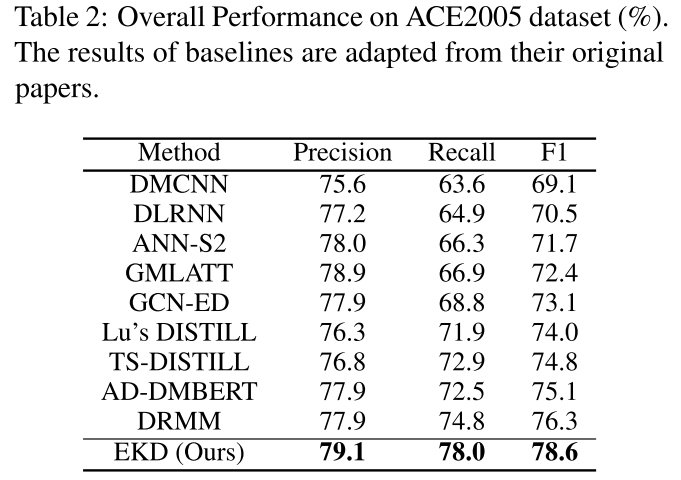 Table 2: Overall Performance on ACE2005 dataset (%).
The results of baselines are adapted from their original
papers.
Method Precision Recall F1
DMCNN 75.6 63.6 69.1
DLRNN 77.2 64.9 70.5
ANN-S2 78.0 66.3 71.7
GMLATT 78.9 66.9 72.4
GCN-ED 77.9 68.8 73.1
Lu's DISTILL 76.3 71.9 74.0
TS-DISTILL 76.8 72.9 74.8
AD-DMBERT 77.9 72.5 75.1
DRMM 77.9 74.8 76.3
EKD (Ours) 79.1 78.0 78.6